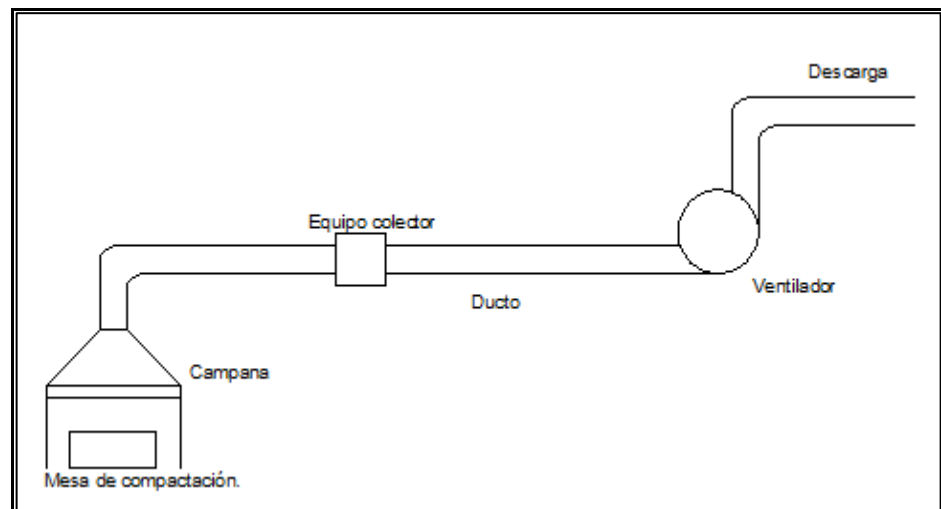 Descarga
Equipo colector
Ventilador
Ducto
Campana
Mesa de compactación.